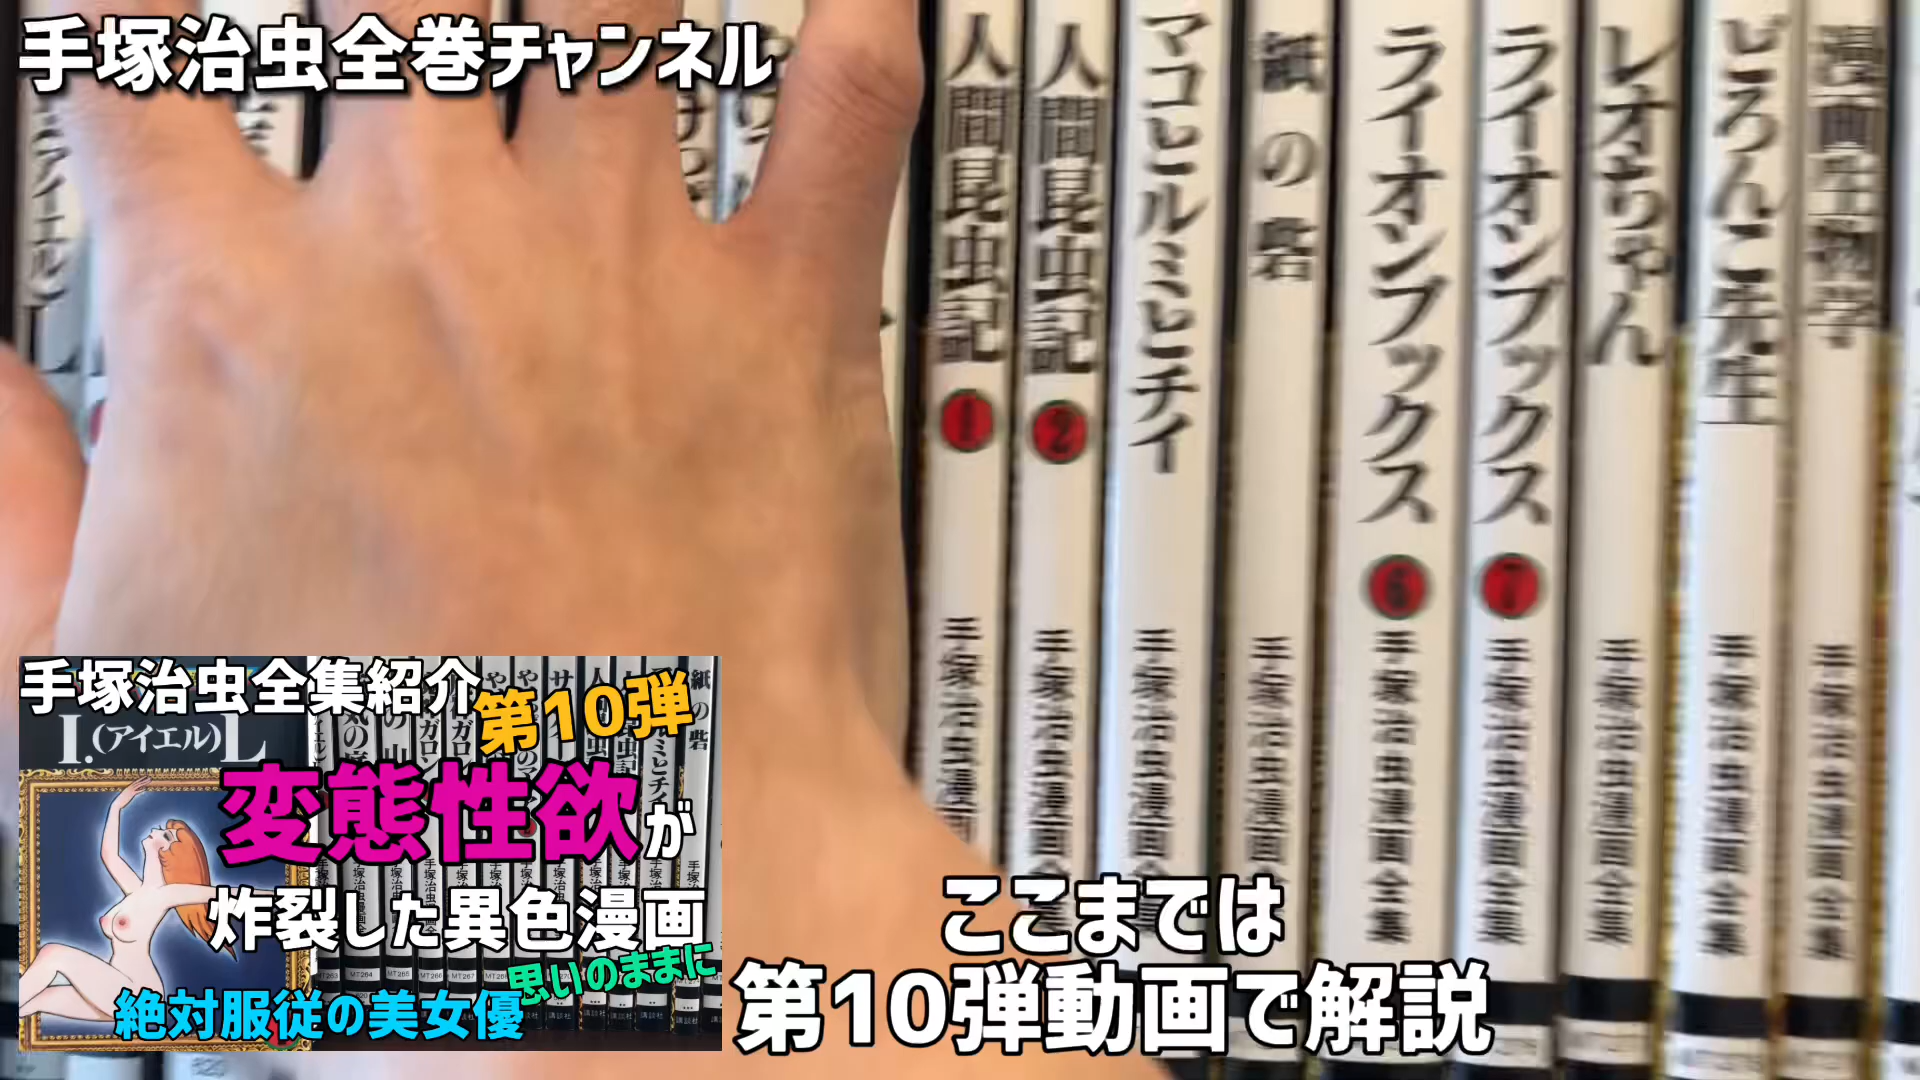 手塚治虫全巻チャンネル
人間昆虫記
1
手塚治虫漫画
人間昆虫記
2
手塚治虫漫画全集
マコとルミとチイ
手塚治虫漫画全集
紙の砦
手塚治虫漫画全集
ライオンブックス
6
手塚治虫漫画全集
ライオンブックス
7
手塚治虫漫画全集
レオちゃん
手塚治虫漫画全集
どろんこ先生
手塚治虫漫画全集
漫画生物学
手塚治虫漫画全集
手塚治虫全集紹介
第10弾
I.(アイエル)L
変態性欲が
炸裂した異色漫画
思いのままに
絶対服従の美女優
ここまでは
第10弾動画で解説